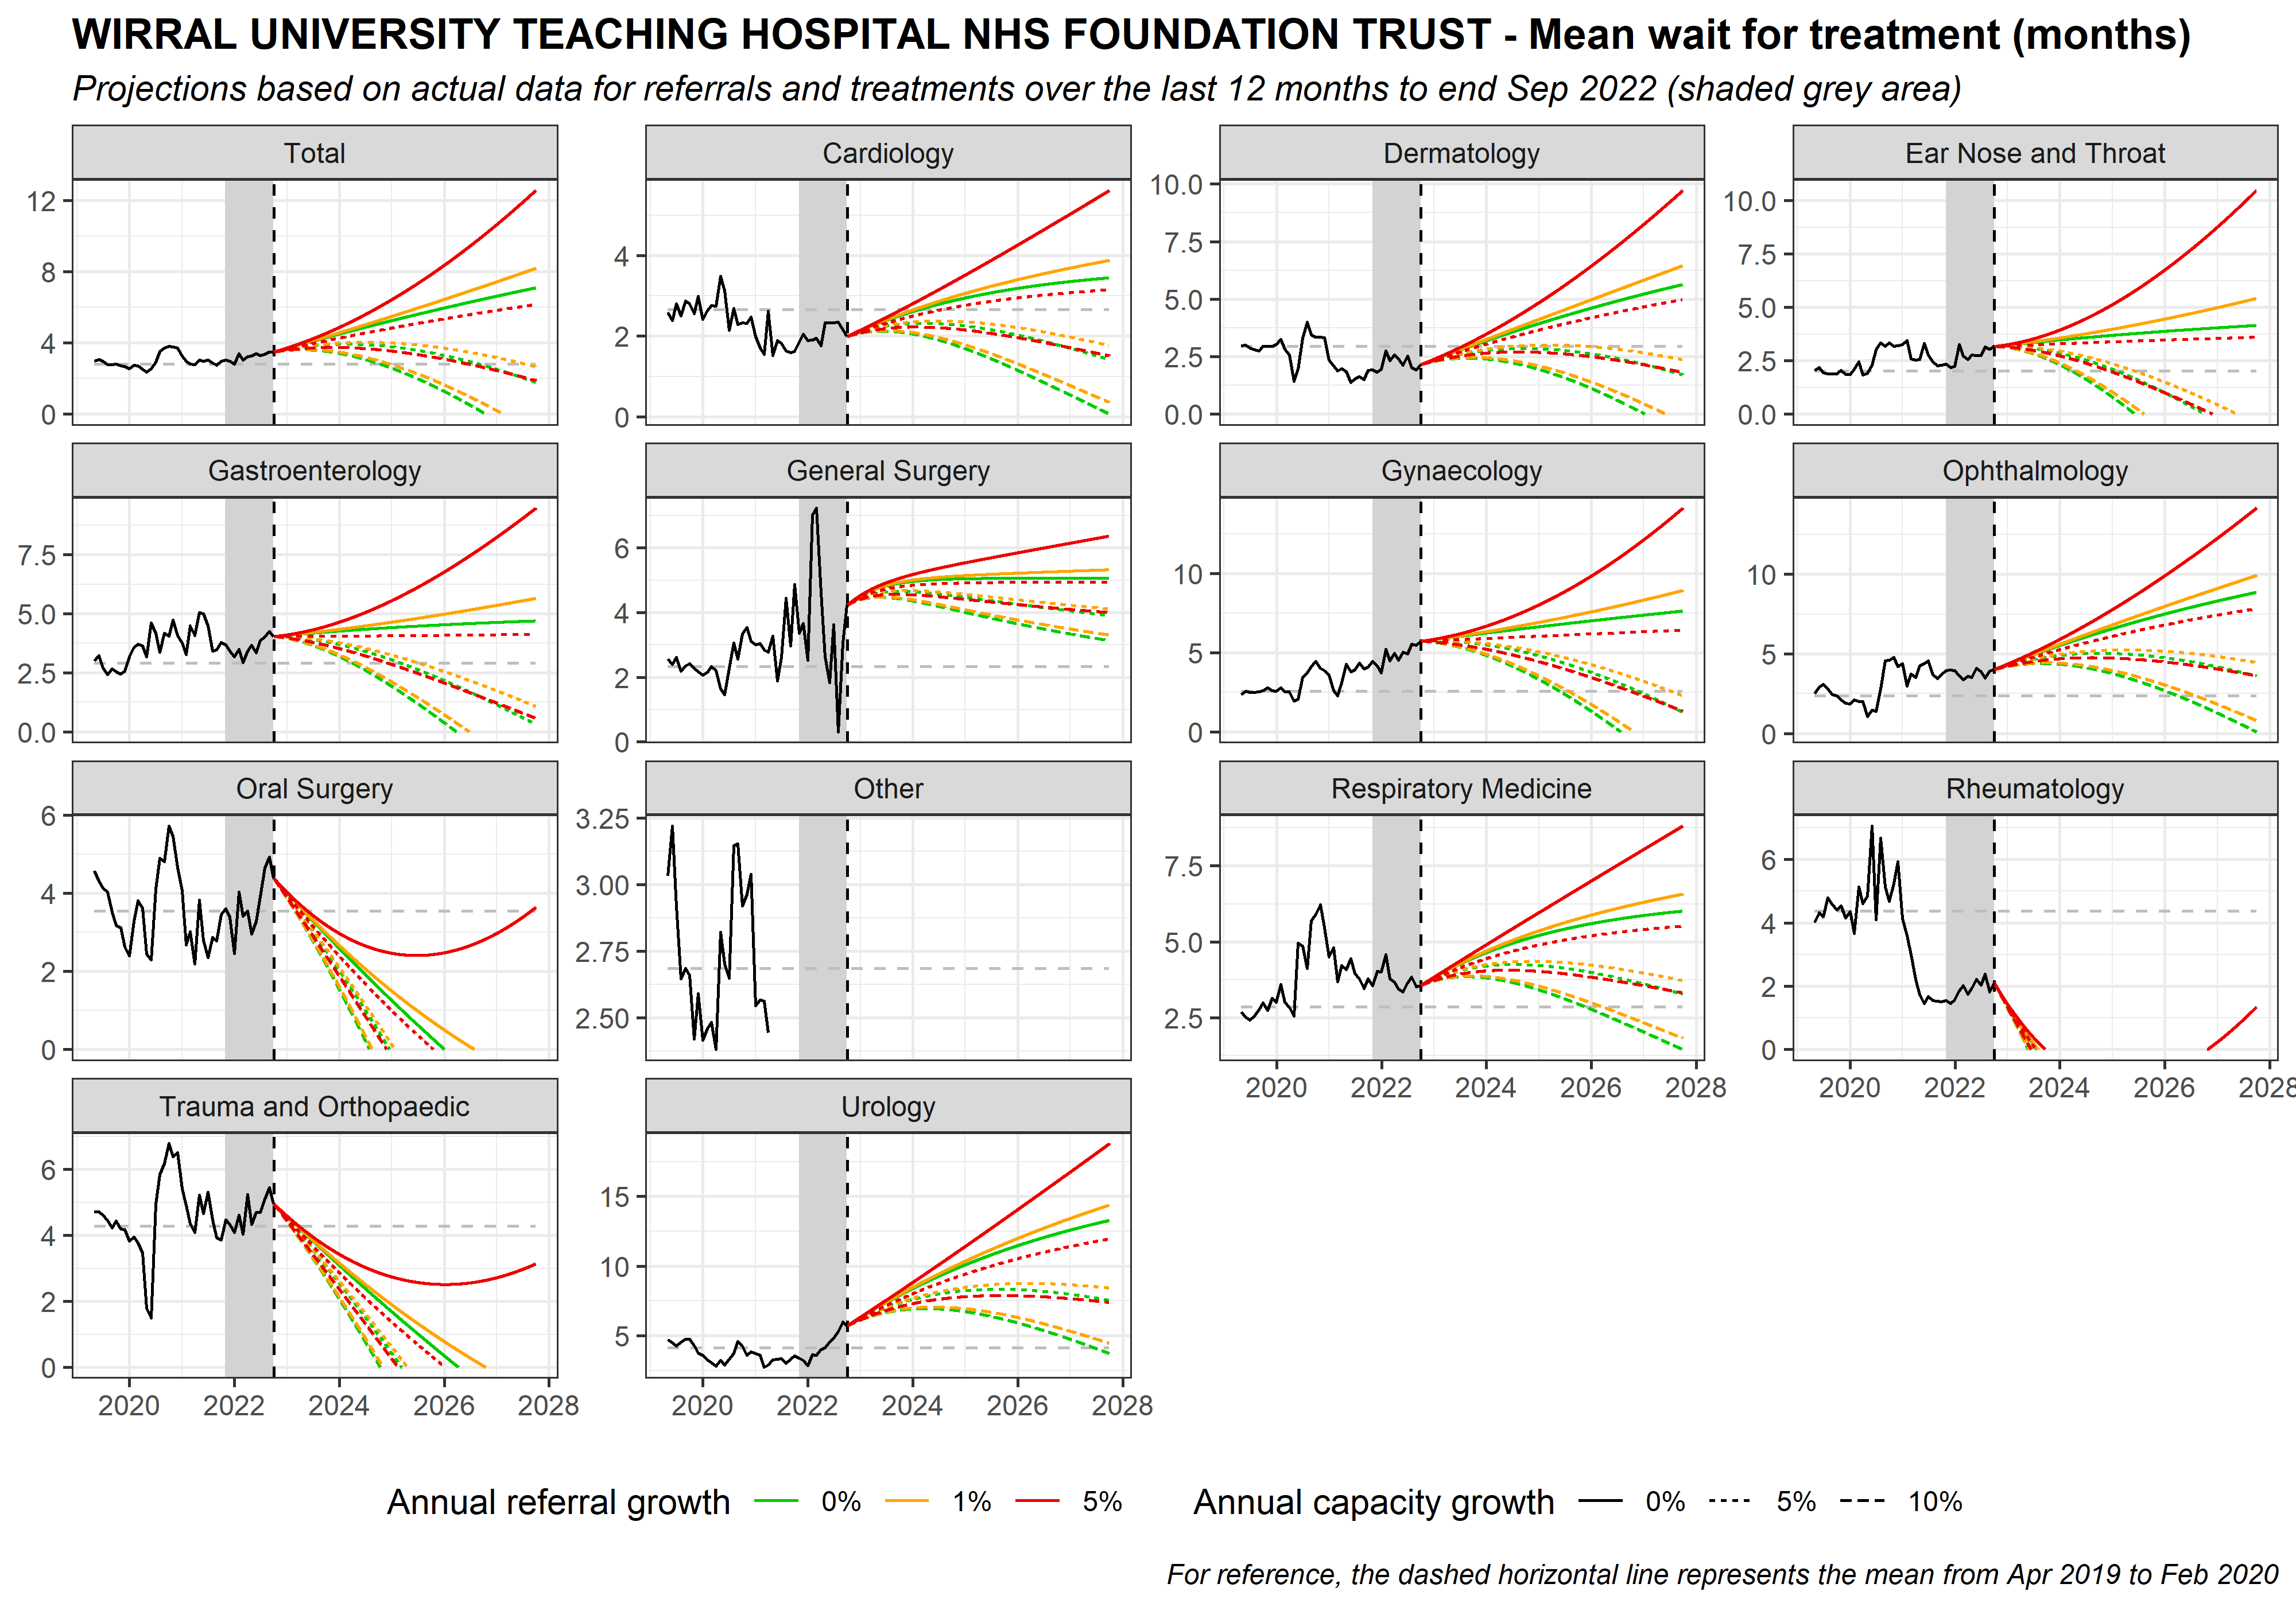 WIRRAL UNIVERSITY TEACHING HOSPITAL NHS FOUNDATION TRUST - Mean wait for treatment (months)
Projections based on actual data for referrals and treatments over the last 12 months to end Sep 2022 (shaded grey area)
Total
12
8
4
0
Cardiology
4
2
0
Dermatology
10.0
7.5
5.0
2.5
0.0
Ear Nose and Throat
10.0
7.5
5.0
2.5
0.0
Gastroenterology
7.5
5.0
2.5
0.0
General Surgery
6
4
2
0
Gynaecology
10
5
0
Ophthalmology
10
5
0
Oral Surgery
6
4
2
0
Other
3.25
3.00
2.75
2.50
Respiratory Medicine
7.5
5.0
2.5
2020 2022 2024 2026 2028
Rheumatology
6
4
2
0
2020 2022 2024 2026 2028
Trauma and Orthopaedic
6
4
2
0
2020 2022 2024 2026 2028
Urology
15
10
5
2020 2022 2024 2026 2028
Annual referral growth 0% 1% 5% Annual capacity growth 0% 5% 10%
For reference, the dashed horizontal line represents the mean from Apr 2019 to Feb 2020